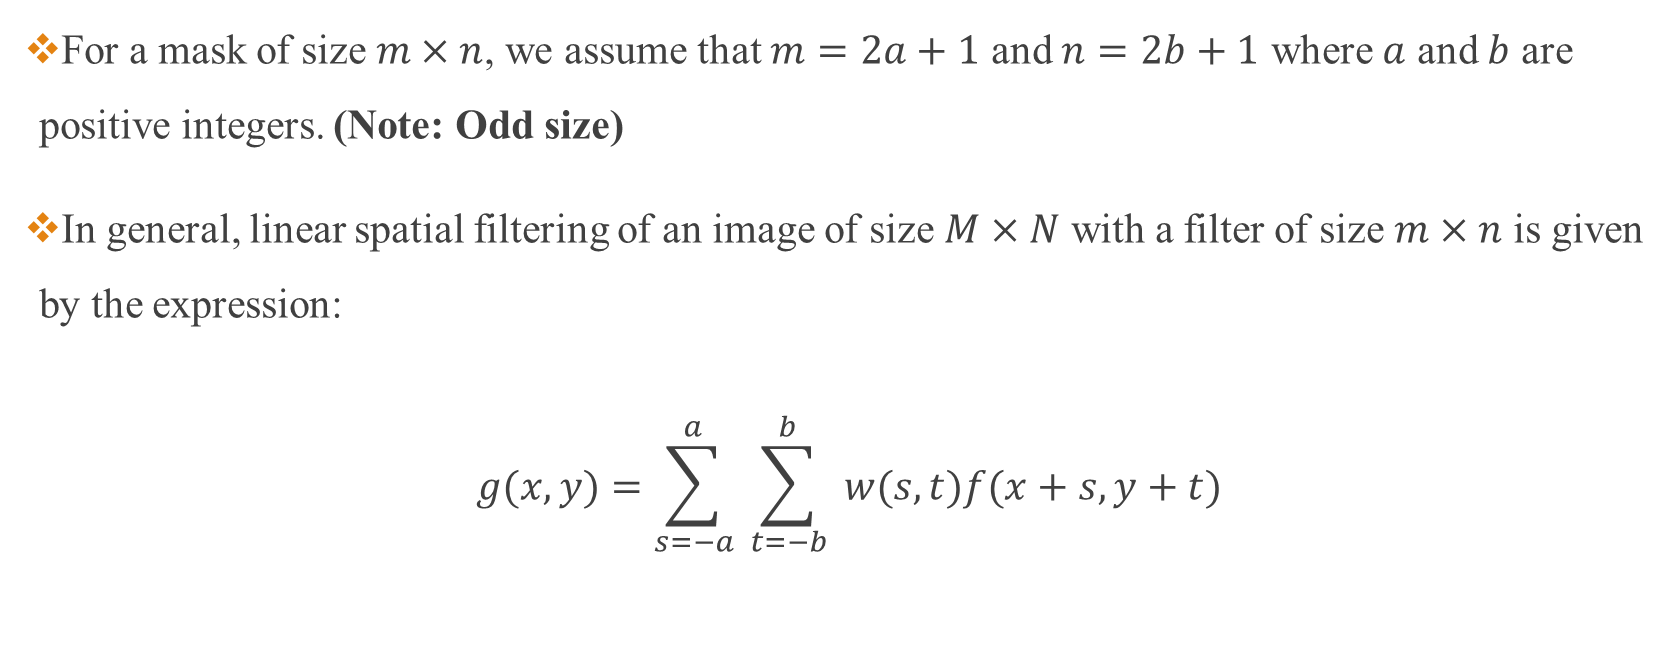 ❖For a mask of size 𝑚 × 𝑛, we assume that 𝑚 = 2𝑎 + 1 and 𝑛 = 2𝑏 + 1 where 𝑎 and 𝑏 are
positive integers. (Note: Odd size)
❖In general, linear spatial filtering of an image of size 𝑀 × 𝑁 with a filter of size 𝑚 × 𝑛 is given
by the expression:
𝑔(𝑥, 𝑦) = ∑_{𝑠=−𝑎}^{𝑎} ∑_{𝑡=−𝑏}^{𝑏} 𝑤(𝑠, 𝑡)𝑓(𝑥 + 𝑠, 𝑦 + 𝑡)